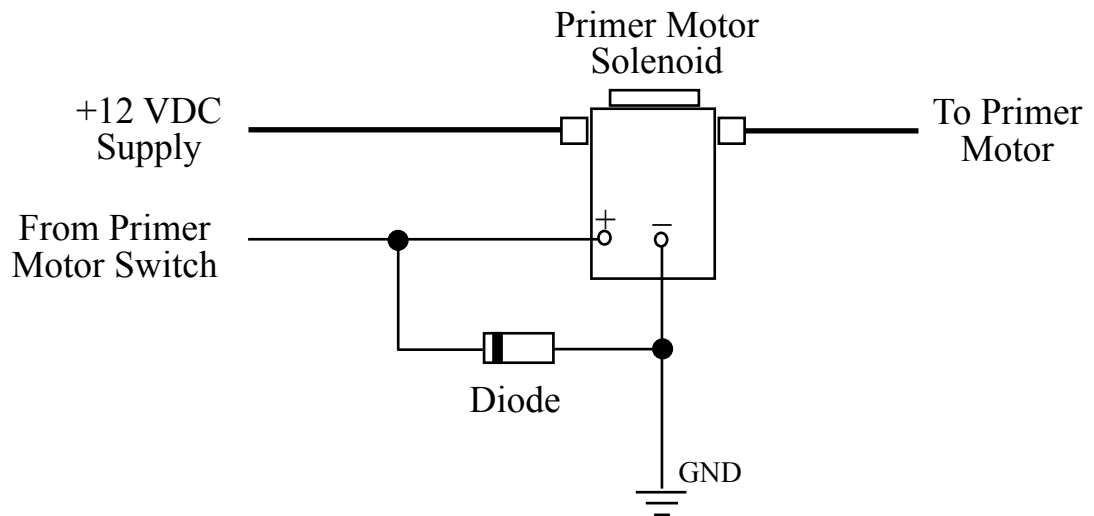 Primer Motor
Solenoid
+12 VDC
Supply
To Primer
Motor
From Primer
Motor Switch
+
−
Diode
GND